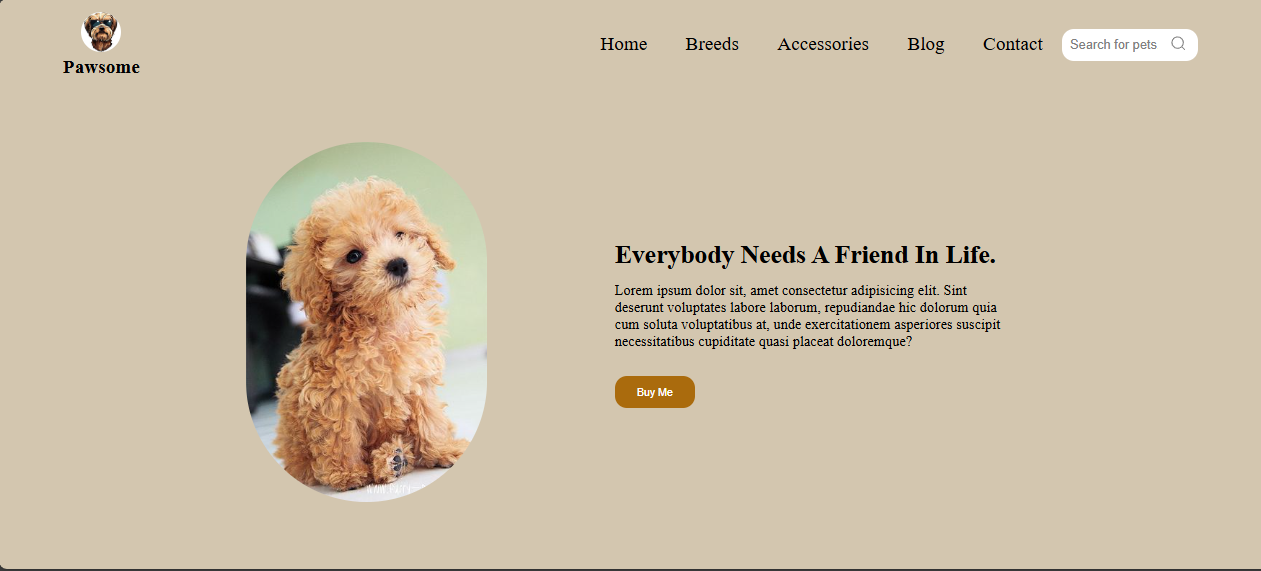 Pawsome
Home Breeds Accessories Blog Contact Search for pets
Everybody Needs A Friend In Life.
Lorem ipsum dolor sit, amet consectetur adipisicing elit. Sint
deserunt voluptates labore laborum, repudiandae hic dolorum quia
cum soluta voluptatibus at, unde exercitationem asperiores suscipit
necessitatibus cupiditate quasi placeat doloremque?
Buy Me